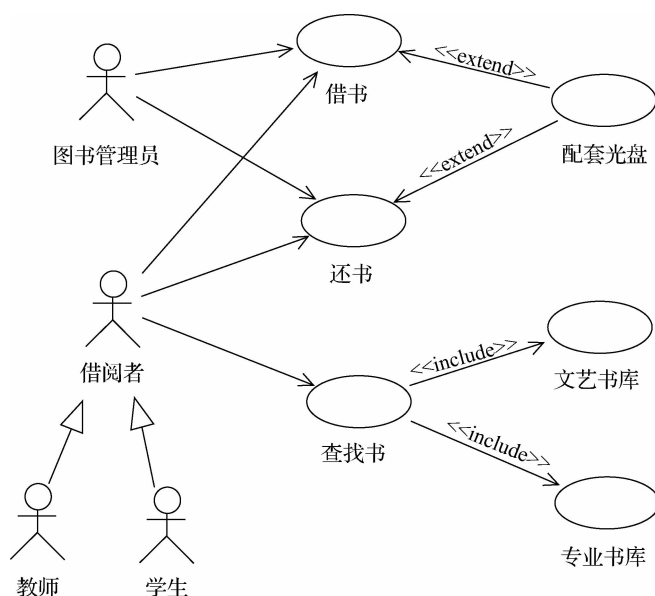 借书
<<extend>>
图书管理员
配套光盘
<<extend>>
还书
借阅者
<<include>>
文艺书库
查找书
<<include>>
专业书库
教师
学生